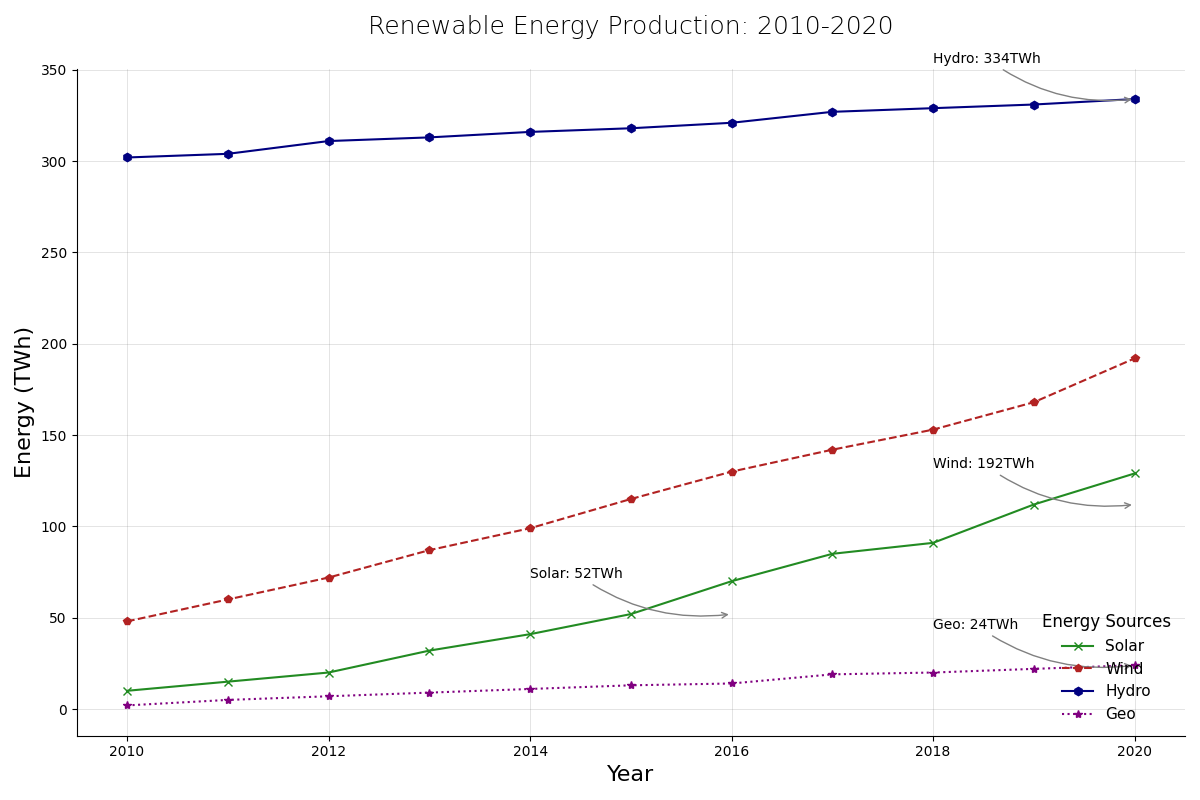 Renewable Energy Production: 2010-2020
Hydro: 334TWh
350
300
250
200
150
100
50
0
Energy (TWh)
Wind: 192TWh
Solar: 52TWh
Geo: 24TWh
Energy Sources
Solar
Wind
Hydro
Geo
2010
2012
2014
2016
2018
2020
Year